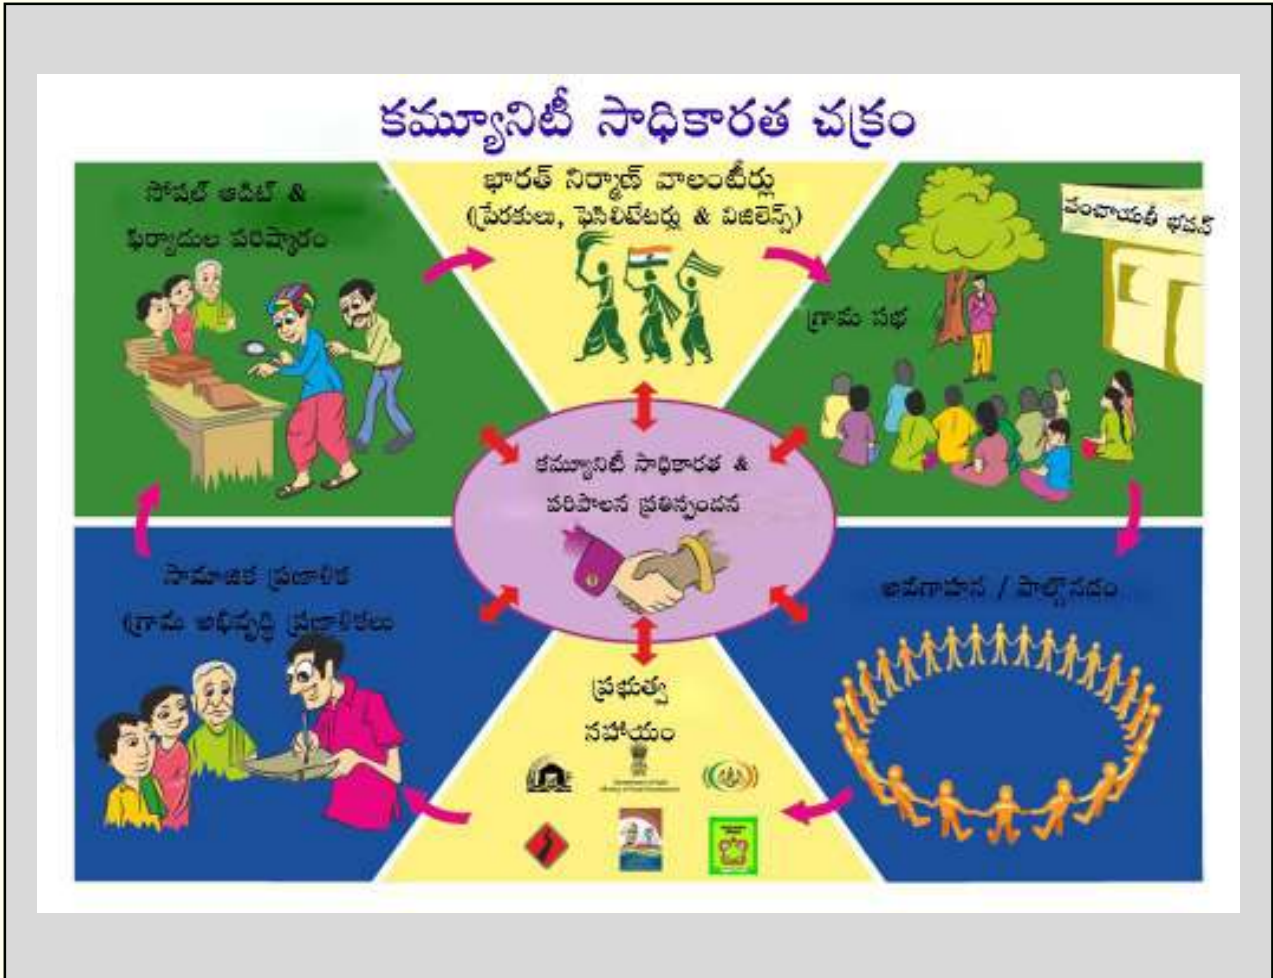 కమ్యూనిటీ సాధికారత చక్రం
సోషల్ ఆడిట్ &
ఫిర్యాదుల పరిష్కారం
భారత్ నిర్మాణ్ వాలంటీర్లు
(ప్రేరకులు, ఫెసిలిటేటర్లు & విజిలెన్స్)
పంచాయతీ భవన్
గ్రామ సభ
కమ్యూనిటీ సాధికారత &
పరిపాలన ప్రతిస్పందన
సామాజిక ప్రణాళిక
(గ్రామ అభివృద్ధి ప్రణాళికలు
అవగాహన / పాల్గొనడం
ప్రభుత్వ
సహాయం